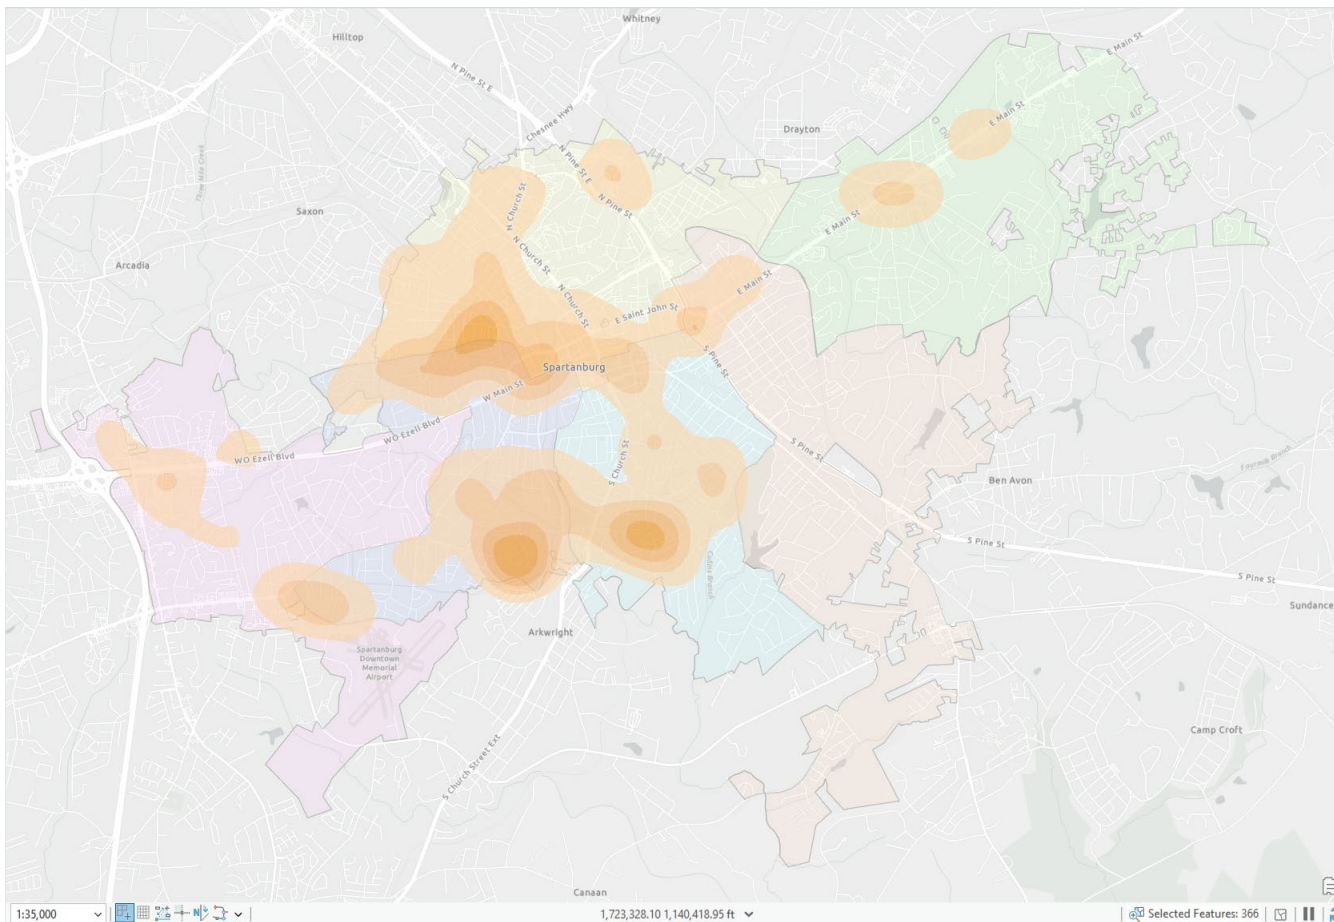 Whitney
Hilltop
E Main St
N Pine St E
Chesnee Hwy
E Main St
Drayton
N Pine St E
N Pine St
N Church St
Saxon
E Main St
N Church St
Arcadia
E Main St
N Church St
E Saint John St
S Pine St
Spartanburg
W Main St
WO Ezell Blvd
S Church St
S Pine St
WO Ezell Blvd
Ben Avon
S Pine St
S Pine St
Sundance
Arkwright
Spartanburg
Downtown
Memorial
Airport
Camp Croft
S Church Street Ext
Canaan
1:35,000
1,723,328.10 1,140,418.95 ft
Selected Features: 366